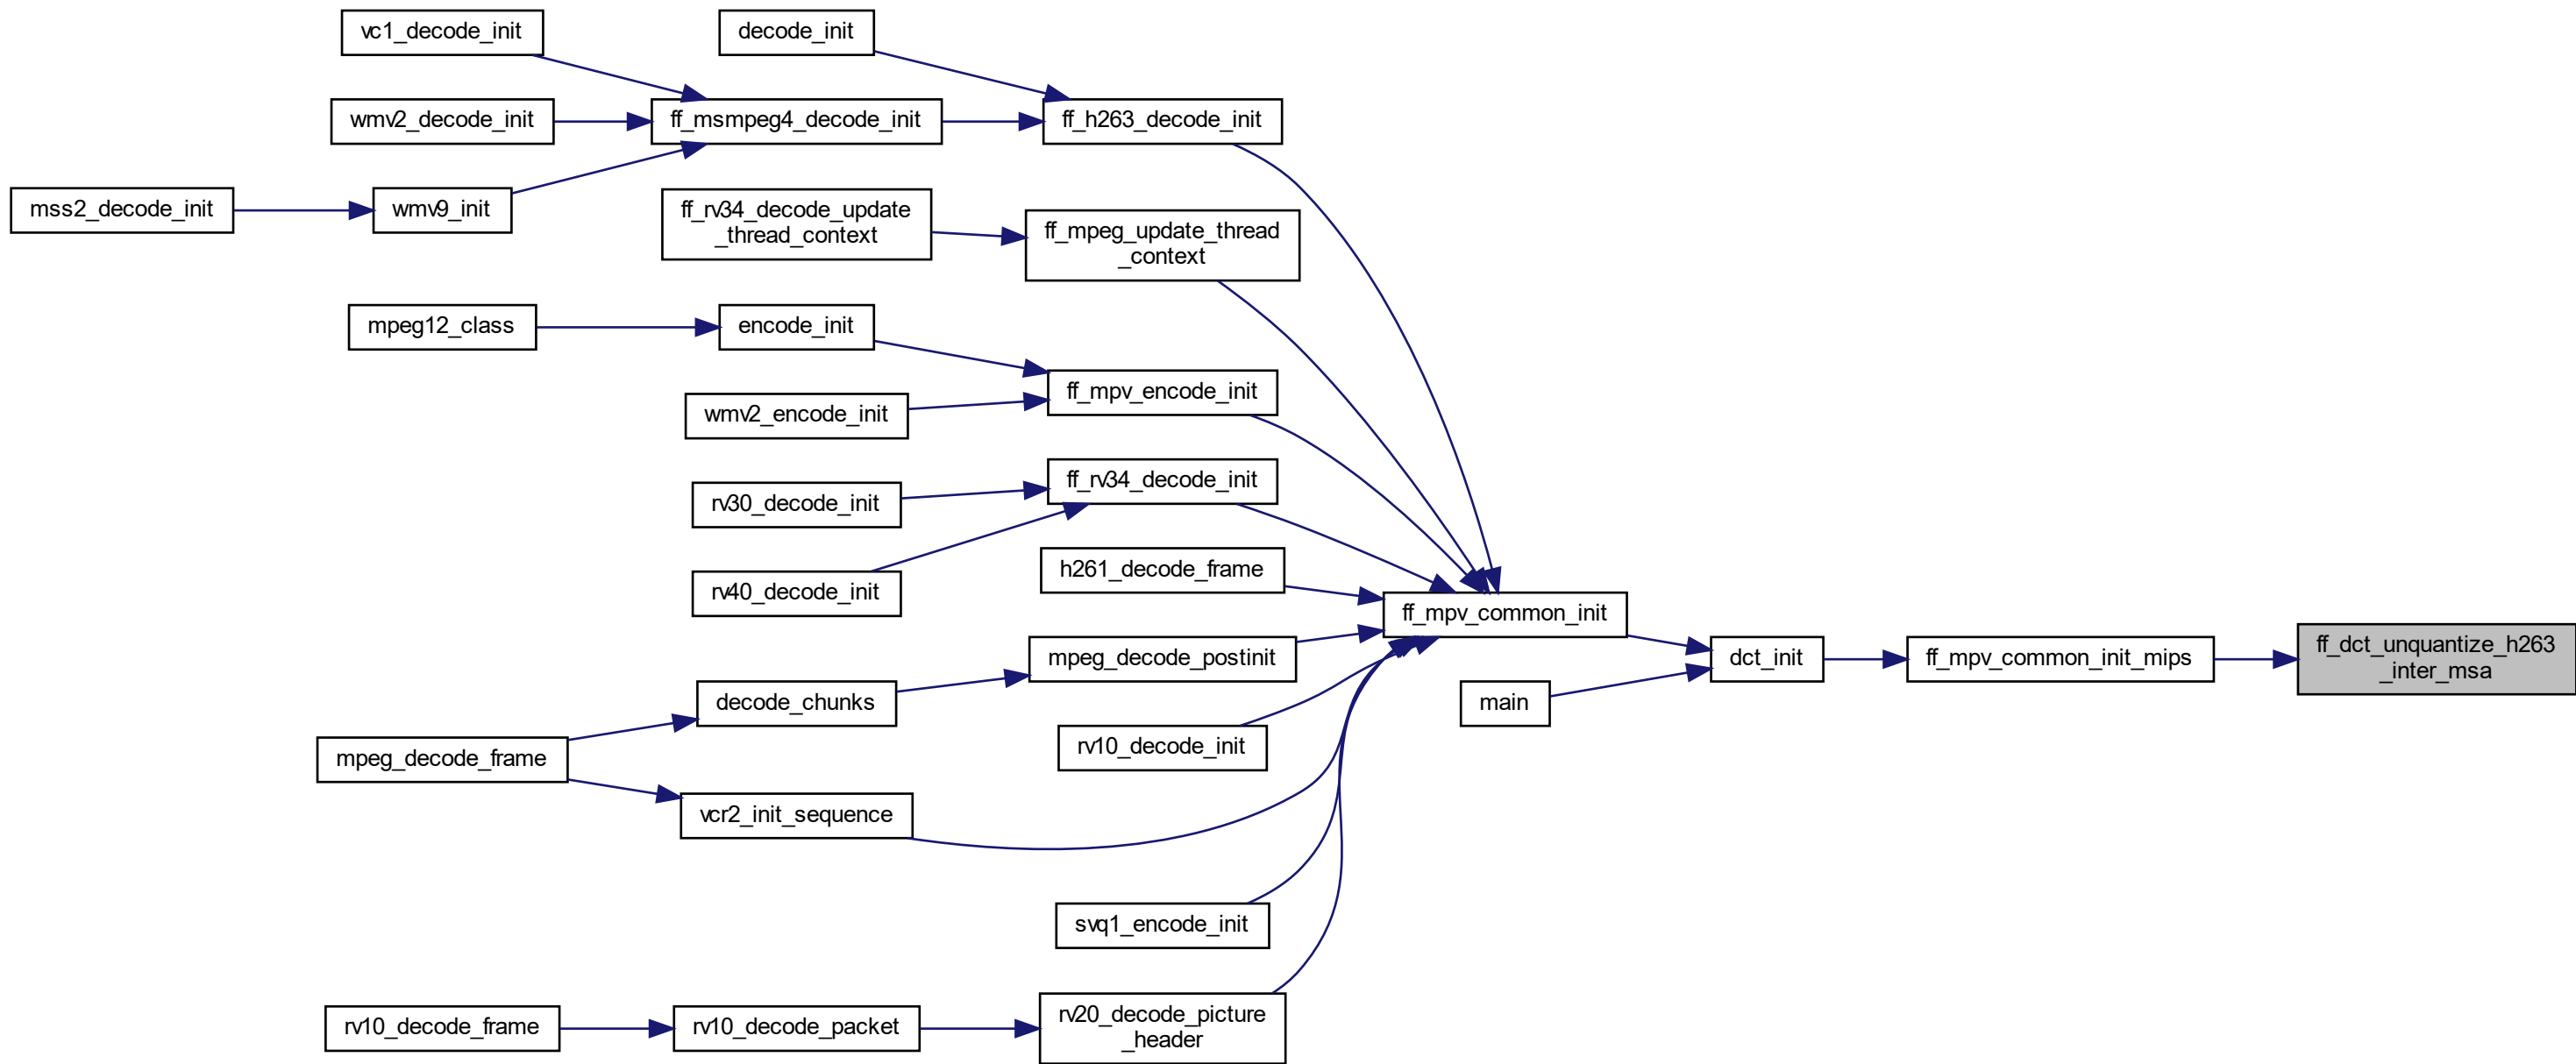 vc1_decode_init
decode_init
wmv2_decode_init
ff_msmpeg4_decode_init
ff_h263_decode_init
mss2_decode_init
wmv9_init
ff_rv34_decode_update
_thread_context
ff_mpeg_update_thread
_context
mpeg12_class
encode_init
ff_mpv_encode_init
wmv2_encode_init
ff_rv34_decode_init
rv30_decode_init
h261_decode_frame
rv40_decode_init
ff_mpv_common_init
mpeg_decode_postinit
dct_init
ff_mpv_common_init_mips
ff_dct_unquantize_h263
_inter_msa
decode_chunks
main
mpeg_decode_frame
rv10_decode_init
vcr2_init_sequence
svq1_encode_init
rv10_decode_frame
rv10_decode_packet
rv20_decode_picture
_header